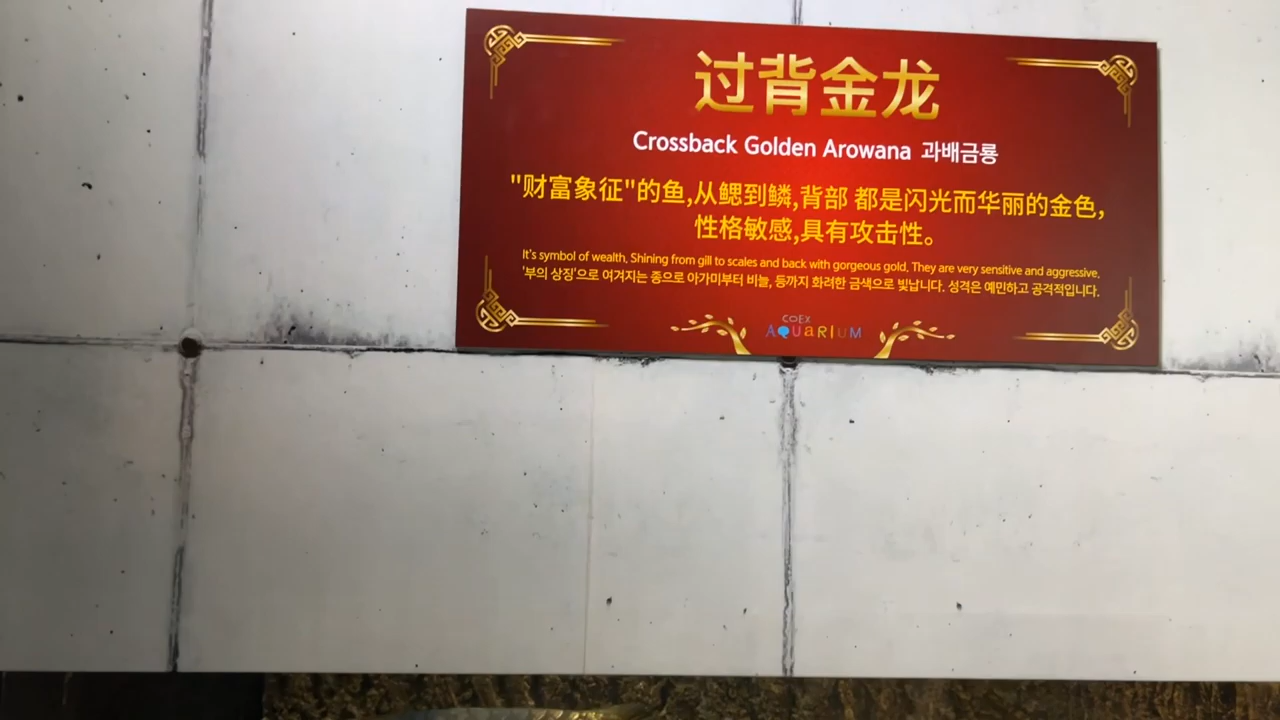 过背金龙
Crossback Golden Arowana 과배금룡
"财富象征"的鱼,从鳃到鳞,背部 都是闪光而华丽的金色,
性格敏感,具有攻击性。
It's symbol of wealth. Shining from gill to scales and back with gorgeous gold. They are very sensitive and aggressive.
'부의 상징'으로 여겨지는 종으로 아가미부터 비늘, 등까지 화려한 금색으로 빛납니다. 성격은 예민하고 공격적입니다.
COEX
AQUARIUM